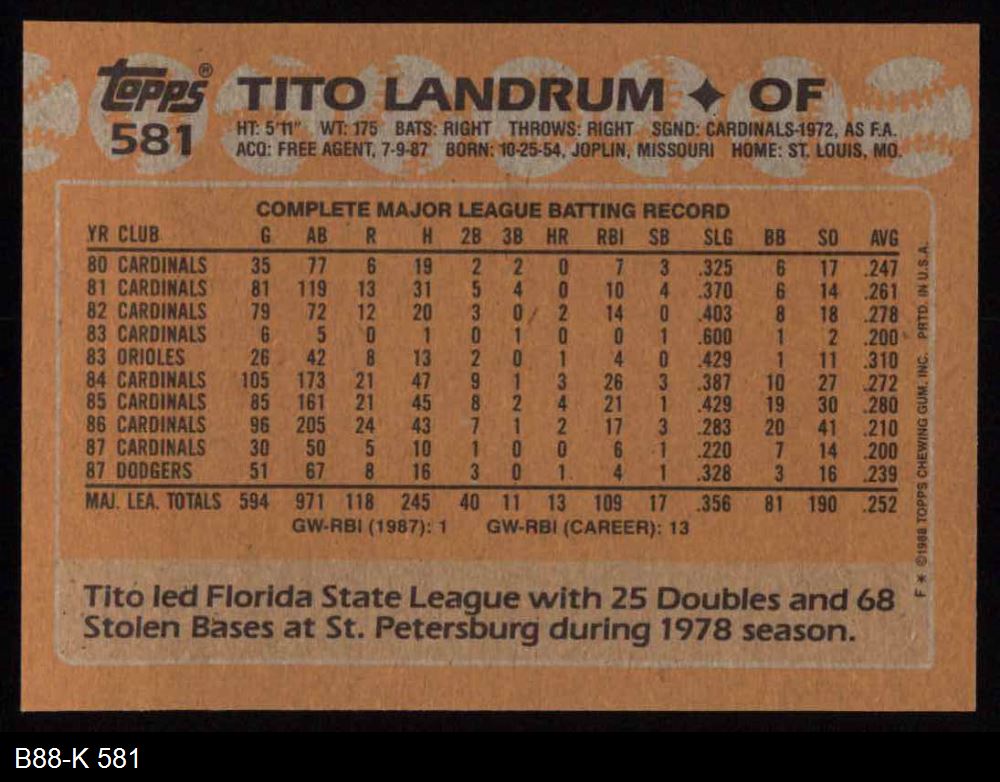 Topps® TITO LANDRUM ✦ OF
581 HT: 5'11" WT: 175 BATS: RIGHT THROWS: RIGHT SGND: CARDINALS-1972, AS F.A.
ACQ: FREE AGENT, 7-9-87 BORN: 10-25-54, JOPLIN, MISSOURI HOME: ST. LOUIS, MO.
COMPLETE MAJOR LEAGUE BATTING RECORD
YR CLUB G AB R H 2B 3B HR RBI SB SLG BB SO AVG
80 CARDINALS 35 77 6 19 2 2 0 7 3 .325 6 17 .247
81 CARDINALS 81 119 13 31 5 4 0 10 4 .370 6 14 .261
82 CARDINALS 79 72 12 20 3 0 2 14 0 .403 8 18 .278
83 CARDINALS 6 5 0 1 0 1 0 0 1 .600 1 2 .200
83 ORIOLES 26 42 8 13 2 0 1 4 0 .429 1 11 .310
84 CARDINALS 105 173 21 47 9 1 3 26 3 .387 10 27 .272
85 CARDINALS 85 161 21 45 8 2 4 21 1 .429 19 30 .280
86 CARDINALS 96 205 24 43 7 1 2 17 3 .283 20 41 .210
87 CARDINALS 30 50 5 10 1 0 0 6 1 .220 7 14 .200
87 DODGERS 51 67 8 16 3 0 1 4 1 .328 3 16 .239
MAJ. LEA. TOTALS 594 971 118 245 40 11 13 109 17 .356 81 190 .252
GW-RBI (1987): 1 GW-RBI (CAREER): 13
Tito led Florida State League with 25 Doubles and 68
Stolen Bases at St. Petersburg during 1978 season.
F* ©1988 TOPPS CHEWING GUM, INC. PRTD. IN U.S.A.
B88-K 581